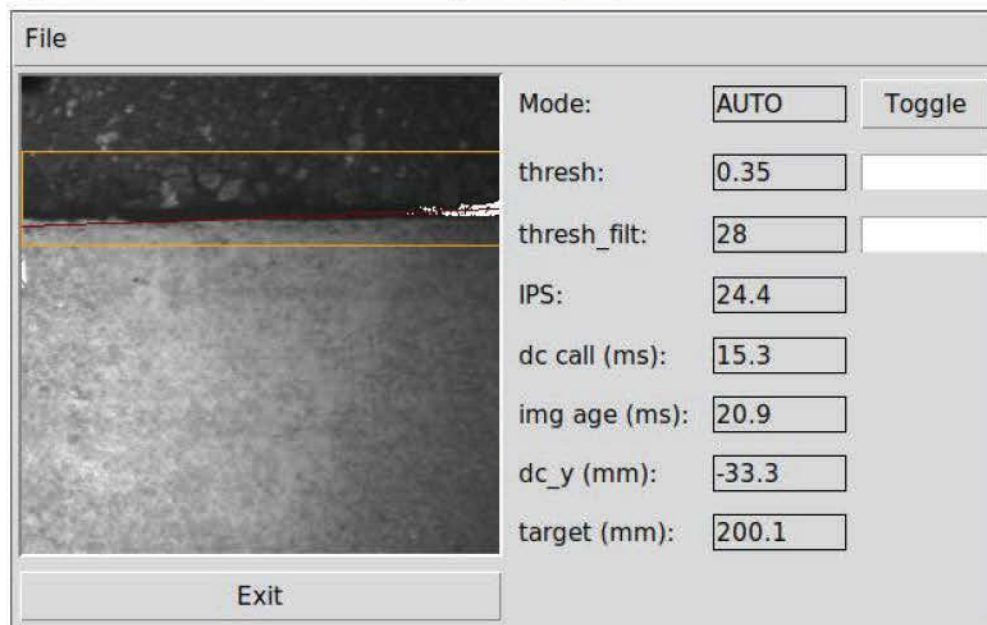 File
Mode: AUTO Toggle
thresh: 0.35
thresh_filt: 28
IPS: 24.4
dc call (ms): 15.3
img age (ms): 20.9
dc_y (mm): -33.3
target (mm): 200.1
Exit